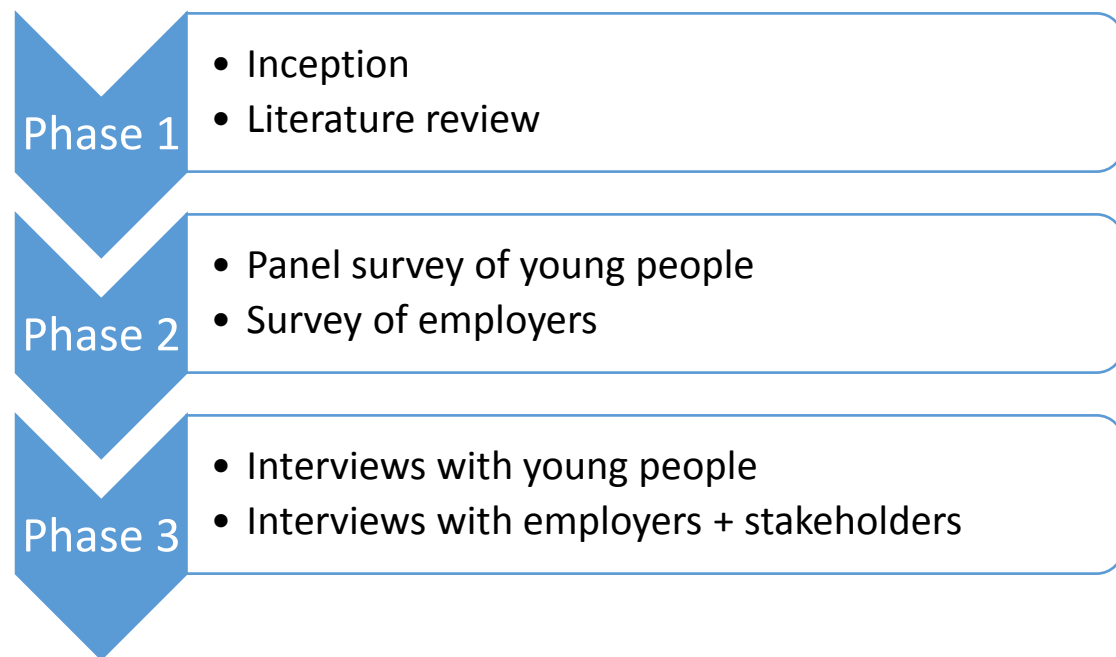 Phase 1
• Inception
• Literature review
Phase 2
• Panel survey of young people
• Survey of employers
Phase 3
• Interviews with young people
• Interviews with employers + stakeholders